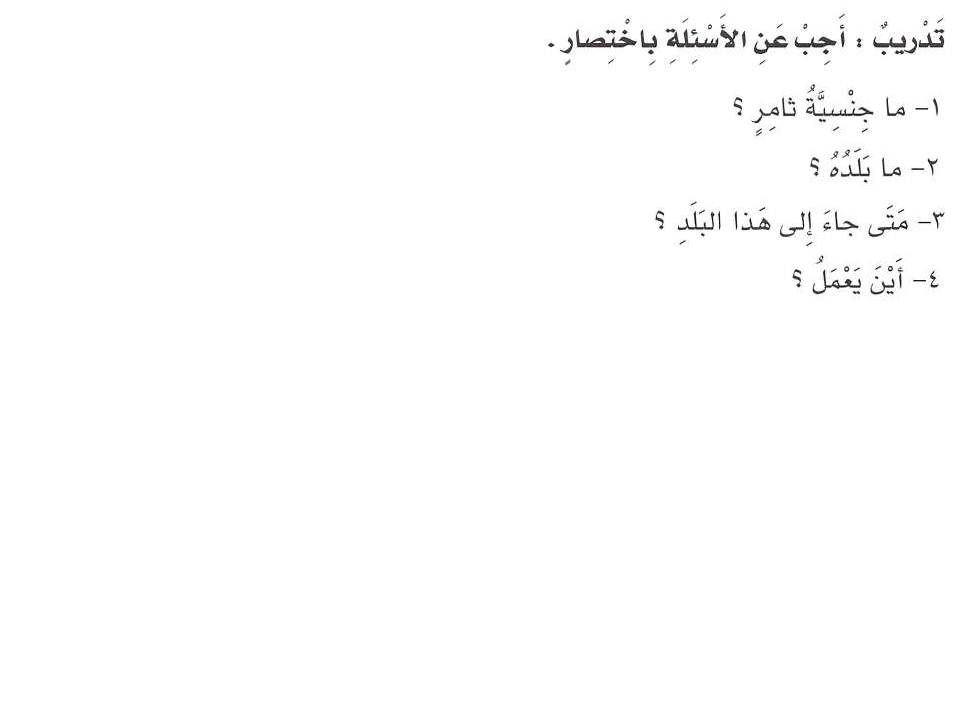 تَدْرِيبٌ : أَجِبْ عَنِ الأَسْئِلَةِ بِاخْتِصارٍ .
١- ما جِنْسِيَّةُ ثامِرٍ ؟
٢- ما بَلَدُهُ ؟
٣- مَتَى جاءَ إِلى هَذا البَلَدِ ؟
٤- أَيْنَ يَعْمَلُ ؟